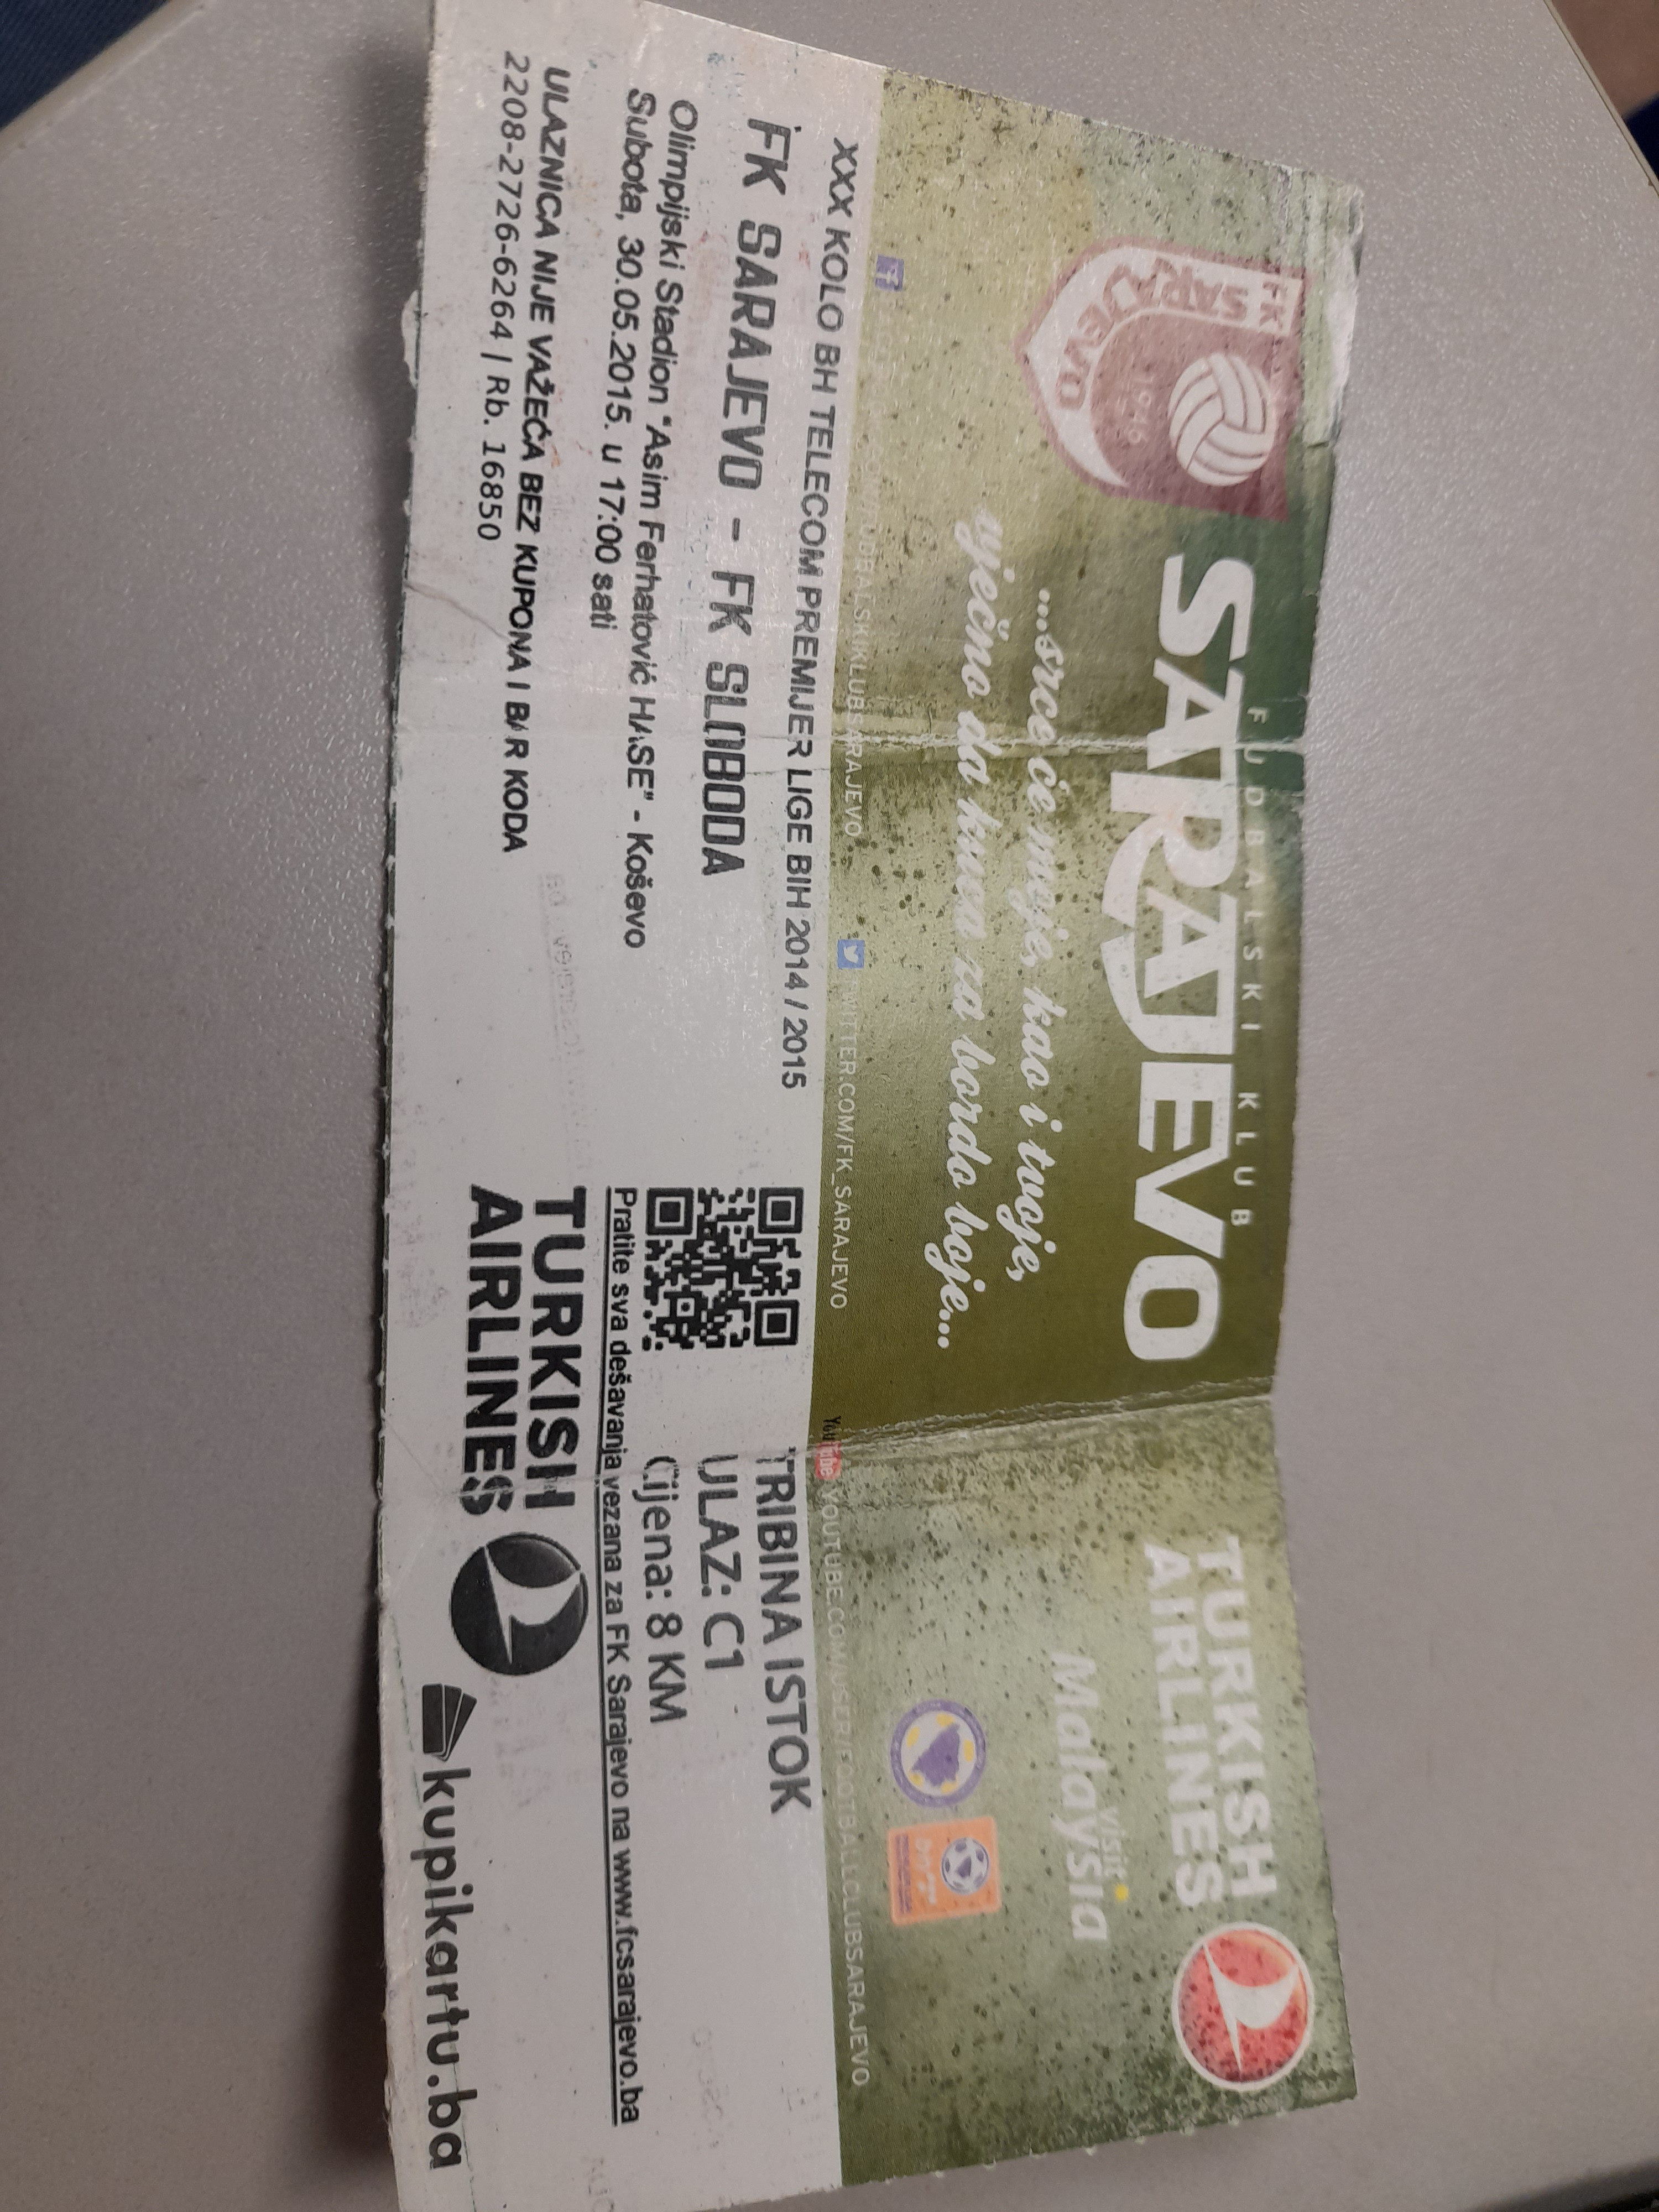 FUDBALSKI KLUB
SARAJEVO
FK
SARAJEVO
1946
...srce će moje, kao i tvoje,
vječno da kuca za bordo boje...
TURKISH
AIRLINES
visit
Malaysia
TWITTER.COM/FK_SARAJEVO
YouTube YOUTUBE.COM/USER/FOOTBALLCLUBSARAJEVO
XXX KOLO BH TELECOM PREMIJER LIGE BIH 2014 / 2015
FK SARAJEVO - FK SLOBODA
Olimpijski Stadion "Asim Ferhatović HASE" - Koševo
Subota, 30.05.2015. u 17:00 sati
ULAZNICA NIJE VAŽEĆA BEZ KUPONA I BAR KODA
2208-2726-6264 | Rb. 16850
TRIBINA ISTOK
ULAZ: C1
Cijena: 8 KM
Pratite sva dešavanja vezana za FK Sarajevo na www.fcsarajevo.ba
TURKISH
AIRLINES
kupikartu.ba